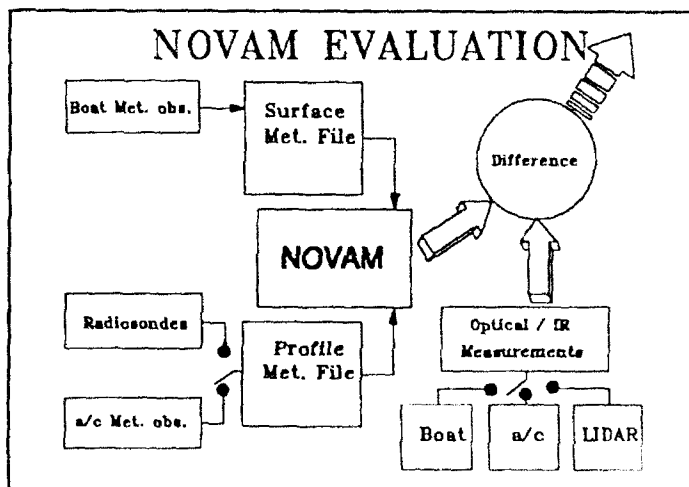 NOVAM EVALUATION
Boat Met. obs.
Surface
Met. File
Difference
NOVAM
Radiosondes
Profile
Met. File
a/c Met. obs.
Optical / IR
Measurements
Boat
a/c
LIDAR